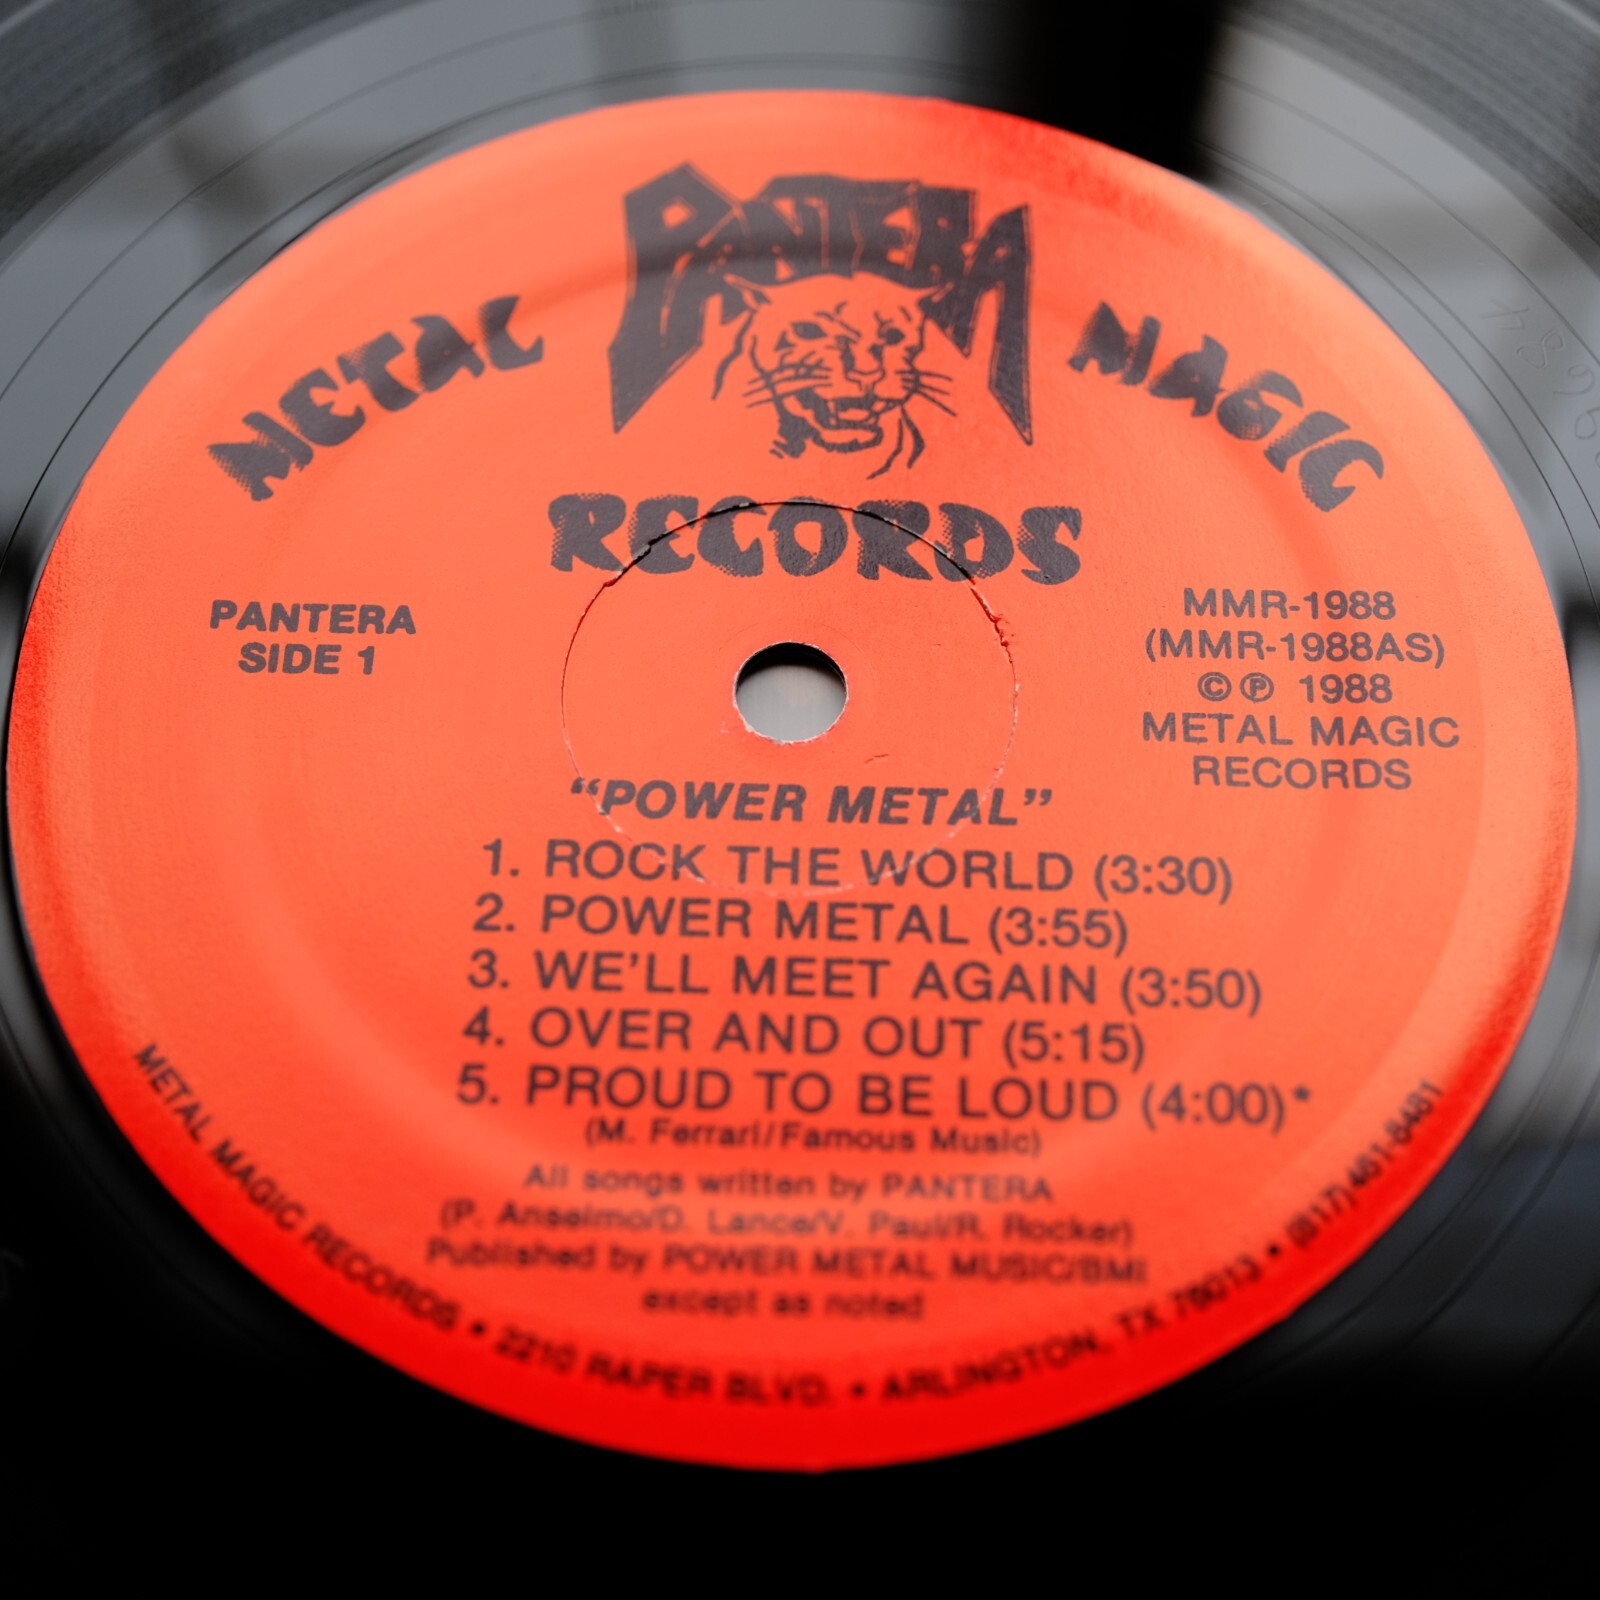 PANTERA
METAL MAGIC
RECORDS
PANTERA
SIDE 1
MMR-1988
(MMR-1988AS)
© ℗ 1988
METAL MAGIC
RECORDS
“POWER METAL”
1. ROCK THE WORLD (3:30)
2. POWER METAL (3:55)
3. WE’LL MEET AGAIN (3:50)
4. OVER AND OUT (5:15)
5. PROUD TO BE LOUD (4:00)*
(M. Ferrari/Famous Music)
All songs written by PANTERA
(P. Anselmo/D. Lance/V. Paul/R. Rocker)
Published by POWER METAL MUSIC/BMI
except as noted
METAL MAGIC RECORDS • 2210 RAPER BLVD. • ARLINGTON, TX 76013 • (817) 461-8481